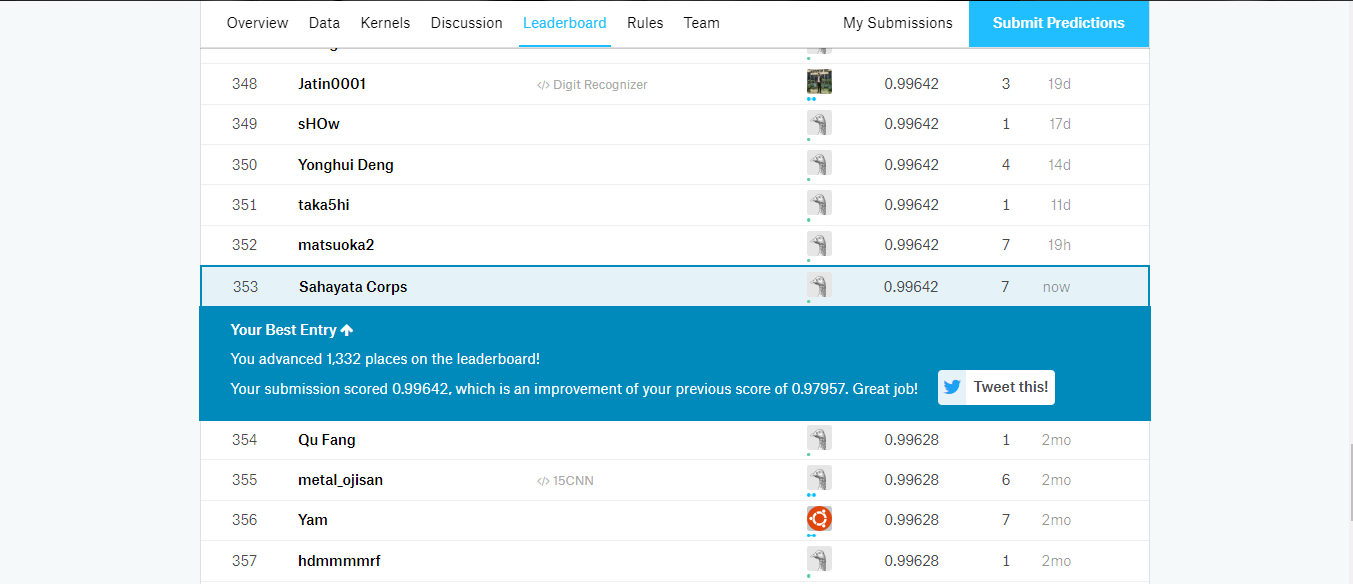 Overview Data Kernels Discussion Leaderboard Rules Team My Submissions Submit Predictions
348 Jatin0001 </> Digit Recognizer 0.99642 3 19d
349 sHOw 0.99642 1 17d
350 Yonghui Deng 0.99642 4 14d
351 taka5hi 0.99642 1 11d
352 matsuoka2 0.99642 7 19h
353 Sahayata Corps 0.99642 7 now
Your Best Entry ↑
You advanced 1,332 places on the leaderboard!
Your submission scored 0.99642, which is an improvement of your previous score of 0.97957. Great job! Tweet this!
354 Qu Fang 0.99628 1 2mo
355 metal_ojisan </> 15CNN 0.99628 6 2mo
356 Yam 0.99628 7 2mo
357 hdmmmmrf 0.99628 1 2mo